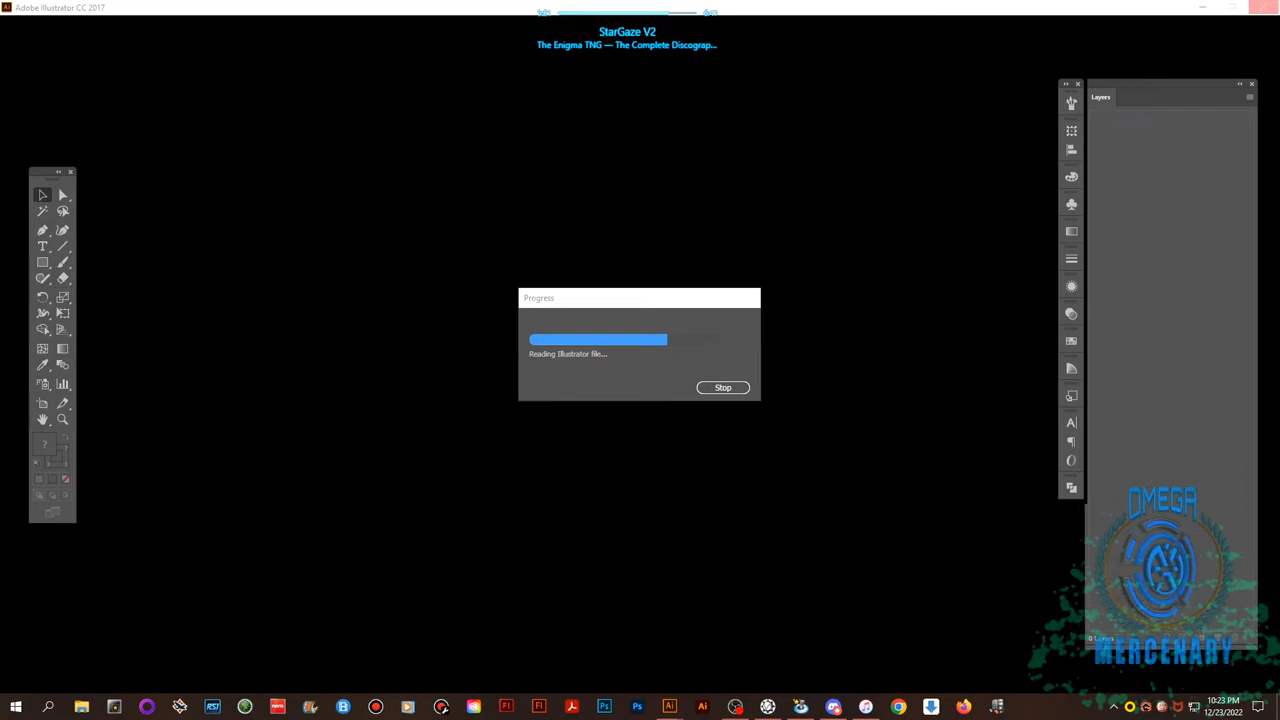 Adobe Illustrator CC 2017
StarGaze V2
The Enigma TNG — The Complete Discograp...
Layers
Progress
Reading Illustrator file...
Stop
OMEGA
MERCENARY
10:23 PM
12/23/2022